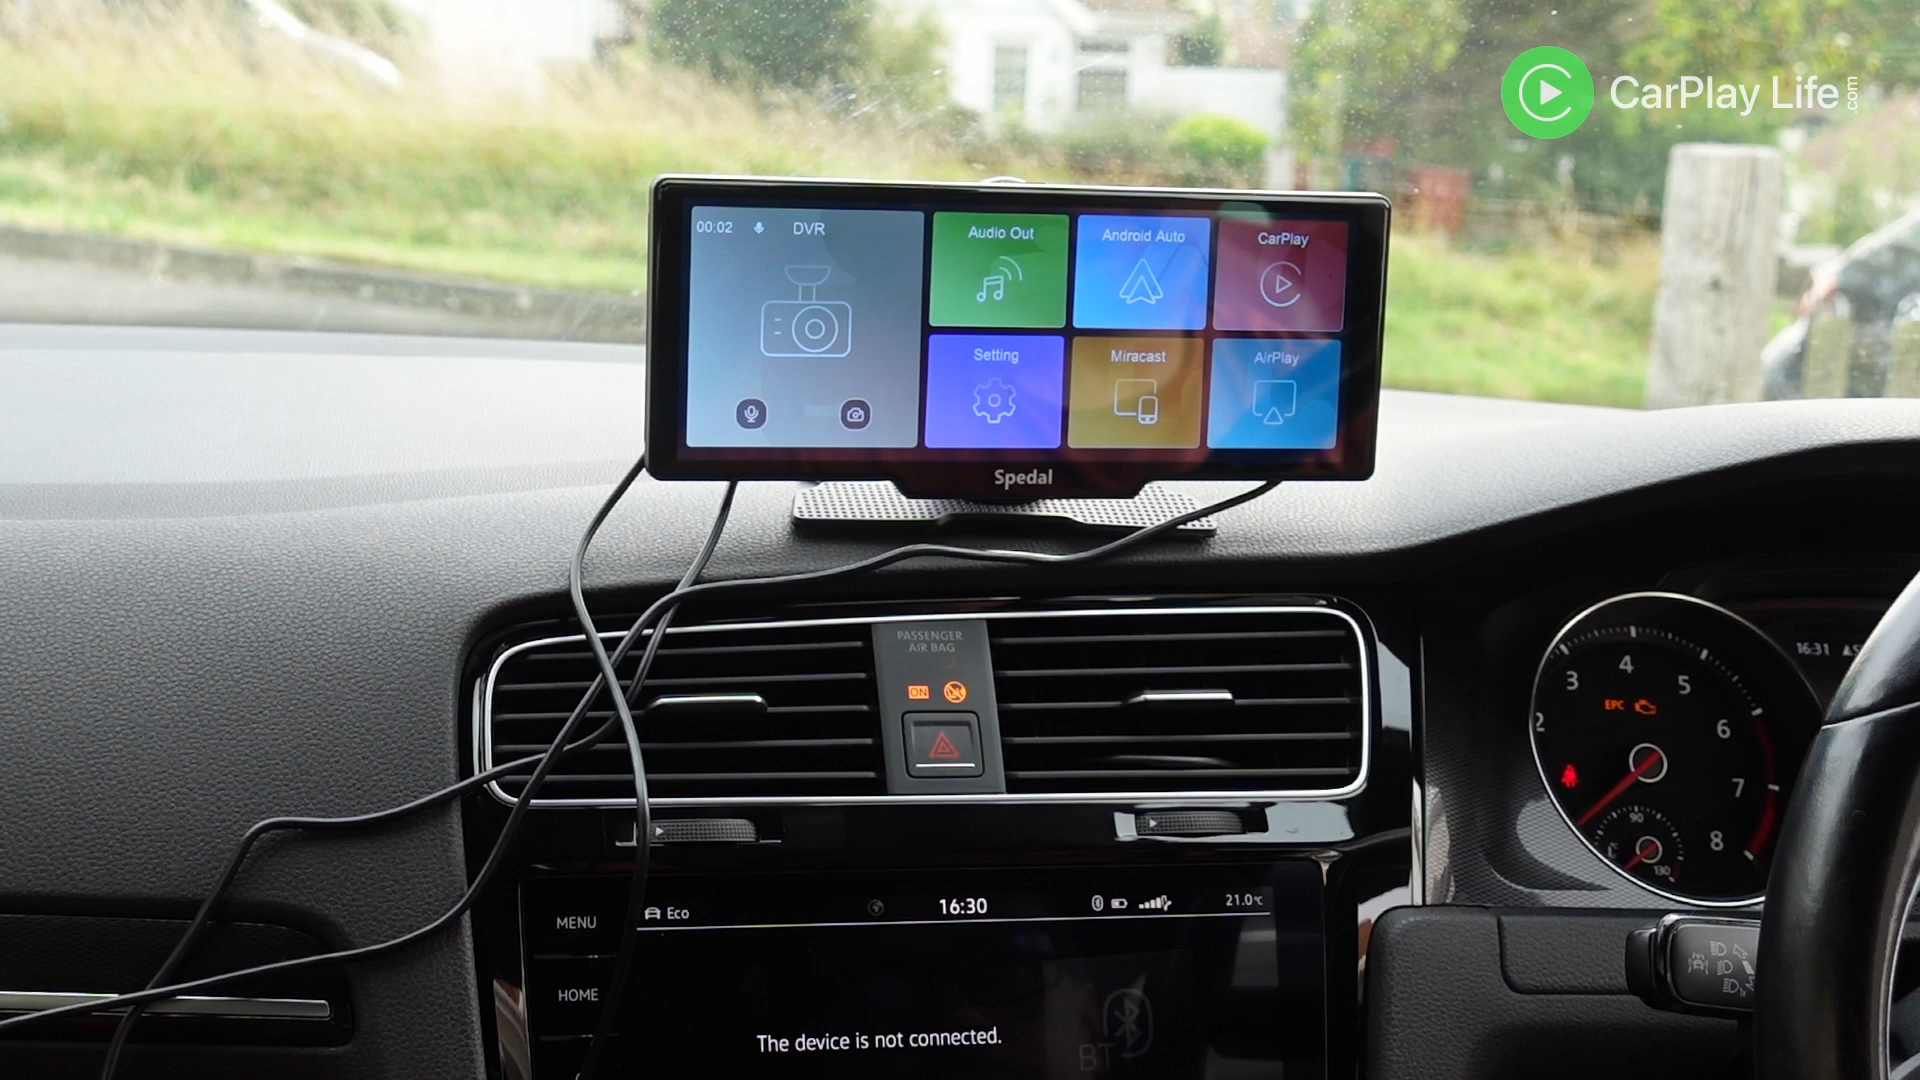 CarPlay Life .com
00:02 DVR
Audio Out
Android Auto
CarPlay
Setting
Miracast
AirPlay
Spedal
PASSENGER
AIR BAG
ON
16:31
2 3 4 5 6 7 8
EPC
90
130
Eco 16:30 21.0°C
MENU
HOME
The device is not connected.
BT